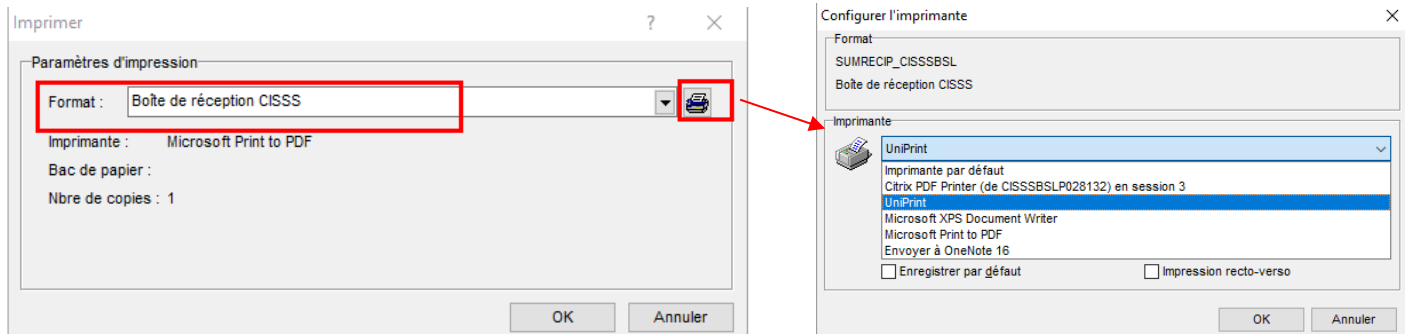 Imprimer
Paramètres d'impression
Format : Boîte de réception CISSS
Imprimante : Microsoft Print to PDF
Bac de papier :
Nbre de copies : 1
OK Annuler
Configurer l'imprimante
Format
SUMRECIP_CISSSBSL
Boîte de réception CISSS
Imprimante
UniPrint
Imprimante par défaut
Citrix PDF Printer (de CISSSBSLP028132) en session 3
UniPrint
Microsoft XPS Document Writer
Microsoft Print to PDF
Envoyer à OneNote 16
Enregistrer par défaut Impression recto-verso
OK Annuler